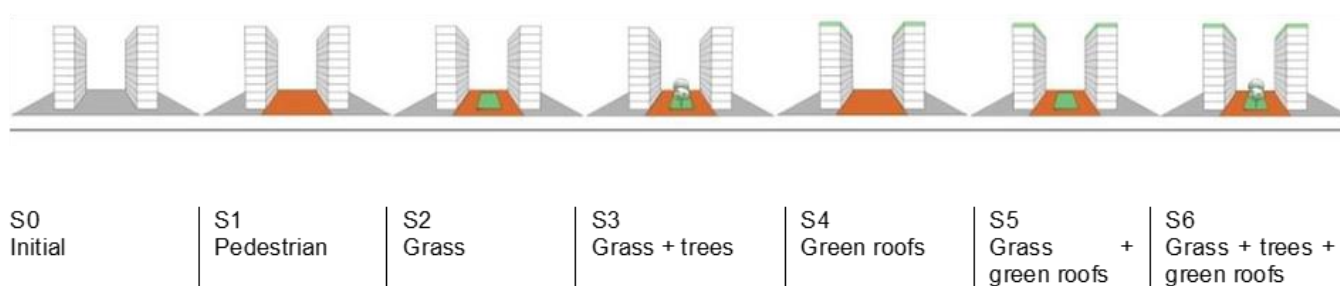 S0
Initial
S1
Pedestrian
S2
Grass
S3
Grass + trees
S4
Green roofs
S5
Grass +
green roofs
S6
Grass + trees +
green roofs